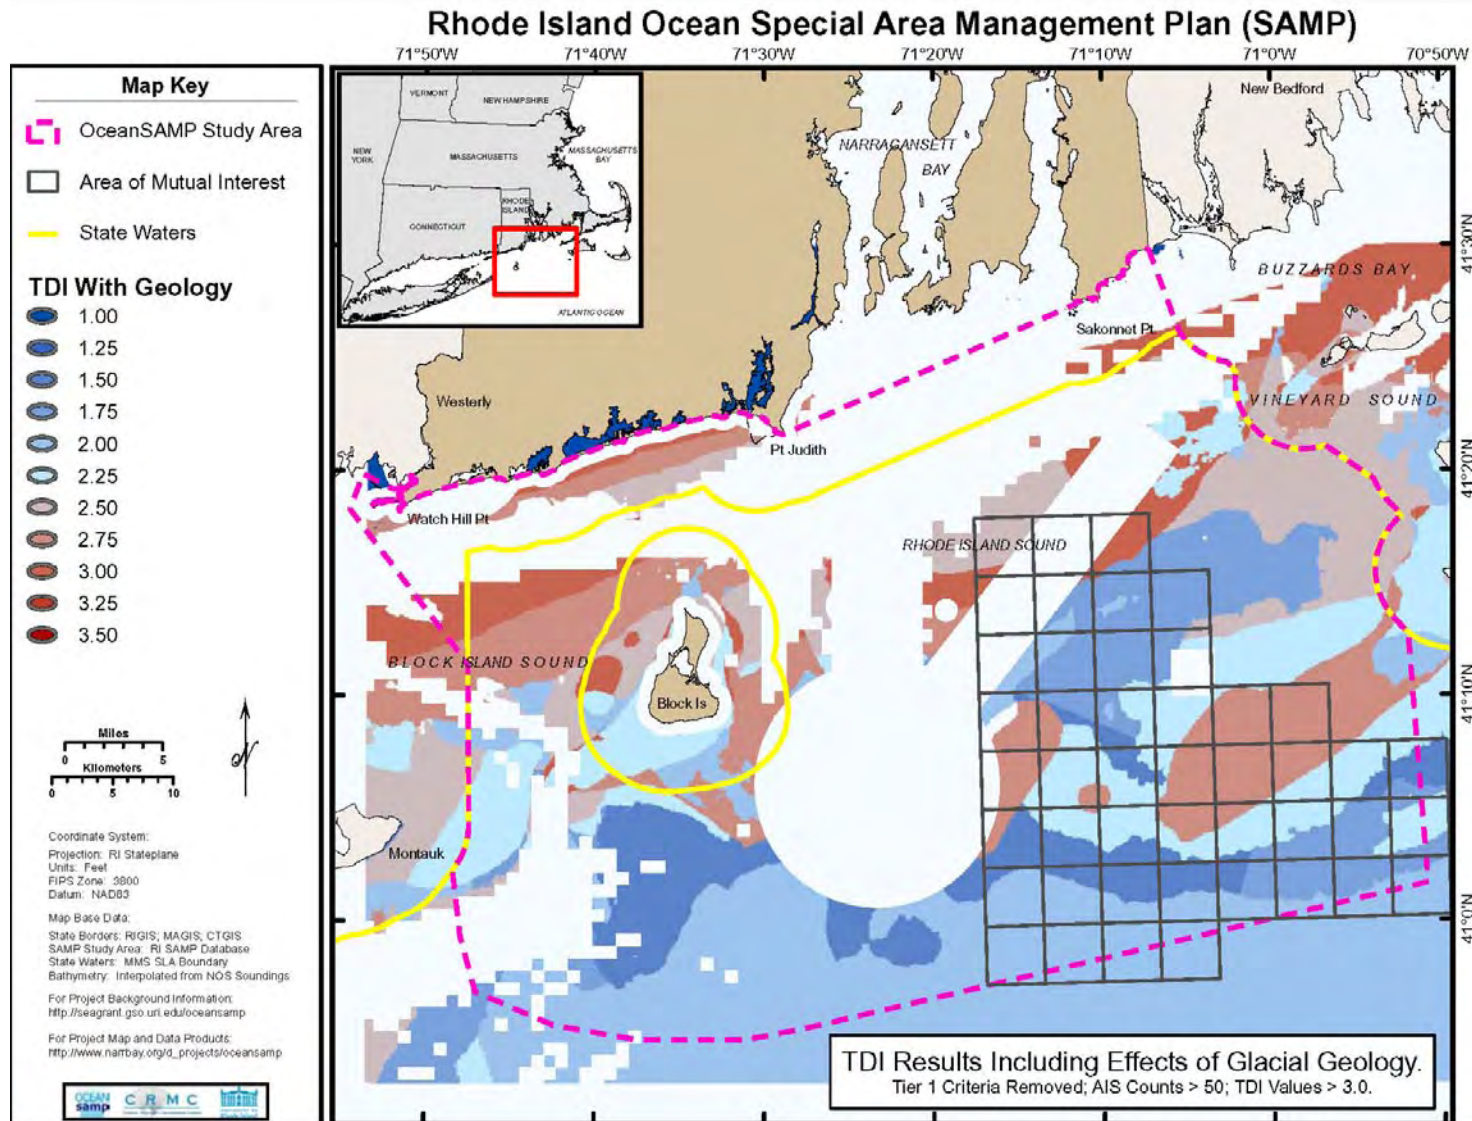 Rhode Island Ocean Special Area Management Plan (SAMP)
71°50'W 71°40'W 71°30'W 71°20'W 71°10'W 71°0'W 70°50'W
Map Key
OceanSAMP Study Area
Area of Mutual Interest
State Waters
TDI With Geology
1.00
1.25
1.50
1.75
2.00
2.25
2.50
2.75
3.00
3.25
3.50
Miles
0 5
Kilometers
0 5 10
N
Coordinate System:
Projection: RI Stateplane
Units: Feet
FIPS Zone: 3800
Datum: NAD83
Map Base Data:
State Borders: RIGIS; MAGIS; CTGIS
SAMP Study Area: RI SAMP Database
State Waters: MMS SLA Boundary
Bathymetry: Interpolated from NOS Soundings
For Project Background Information:
http://seagrant.gso.uri.edu/oceansamp
For Project Map and Data Products:
http://www.narrbay.org/d_projects/oceansamp
OCEAN
samp
CRMC
VERMONT
NEW HAMPSHIRE
NEW
YORK
MASSACHUSETTS
MASSACHUSETTS
BAY
RHODE
ISLAND
CONNECTICUT
ATLANTIC OCEAN
New Bedford
NARRAGANSETT
BAY
BUZZARDS BAY
Sakonnet Pt.
VINEYARD SOUND
Westerly
Pt Judith
Watch Hill Pt
RHODE ISLAND SOUND
BLOCK ISLAND SOUND
Block Is
Montauk
41°30'N
41°20'N
41°10'N
41°0'N
TDI Results Including Effects of Glacial Geology.
Tier 1 Criteria Removed; AIS Counts > 50; TDI Values > 3.0.